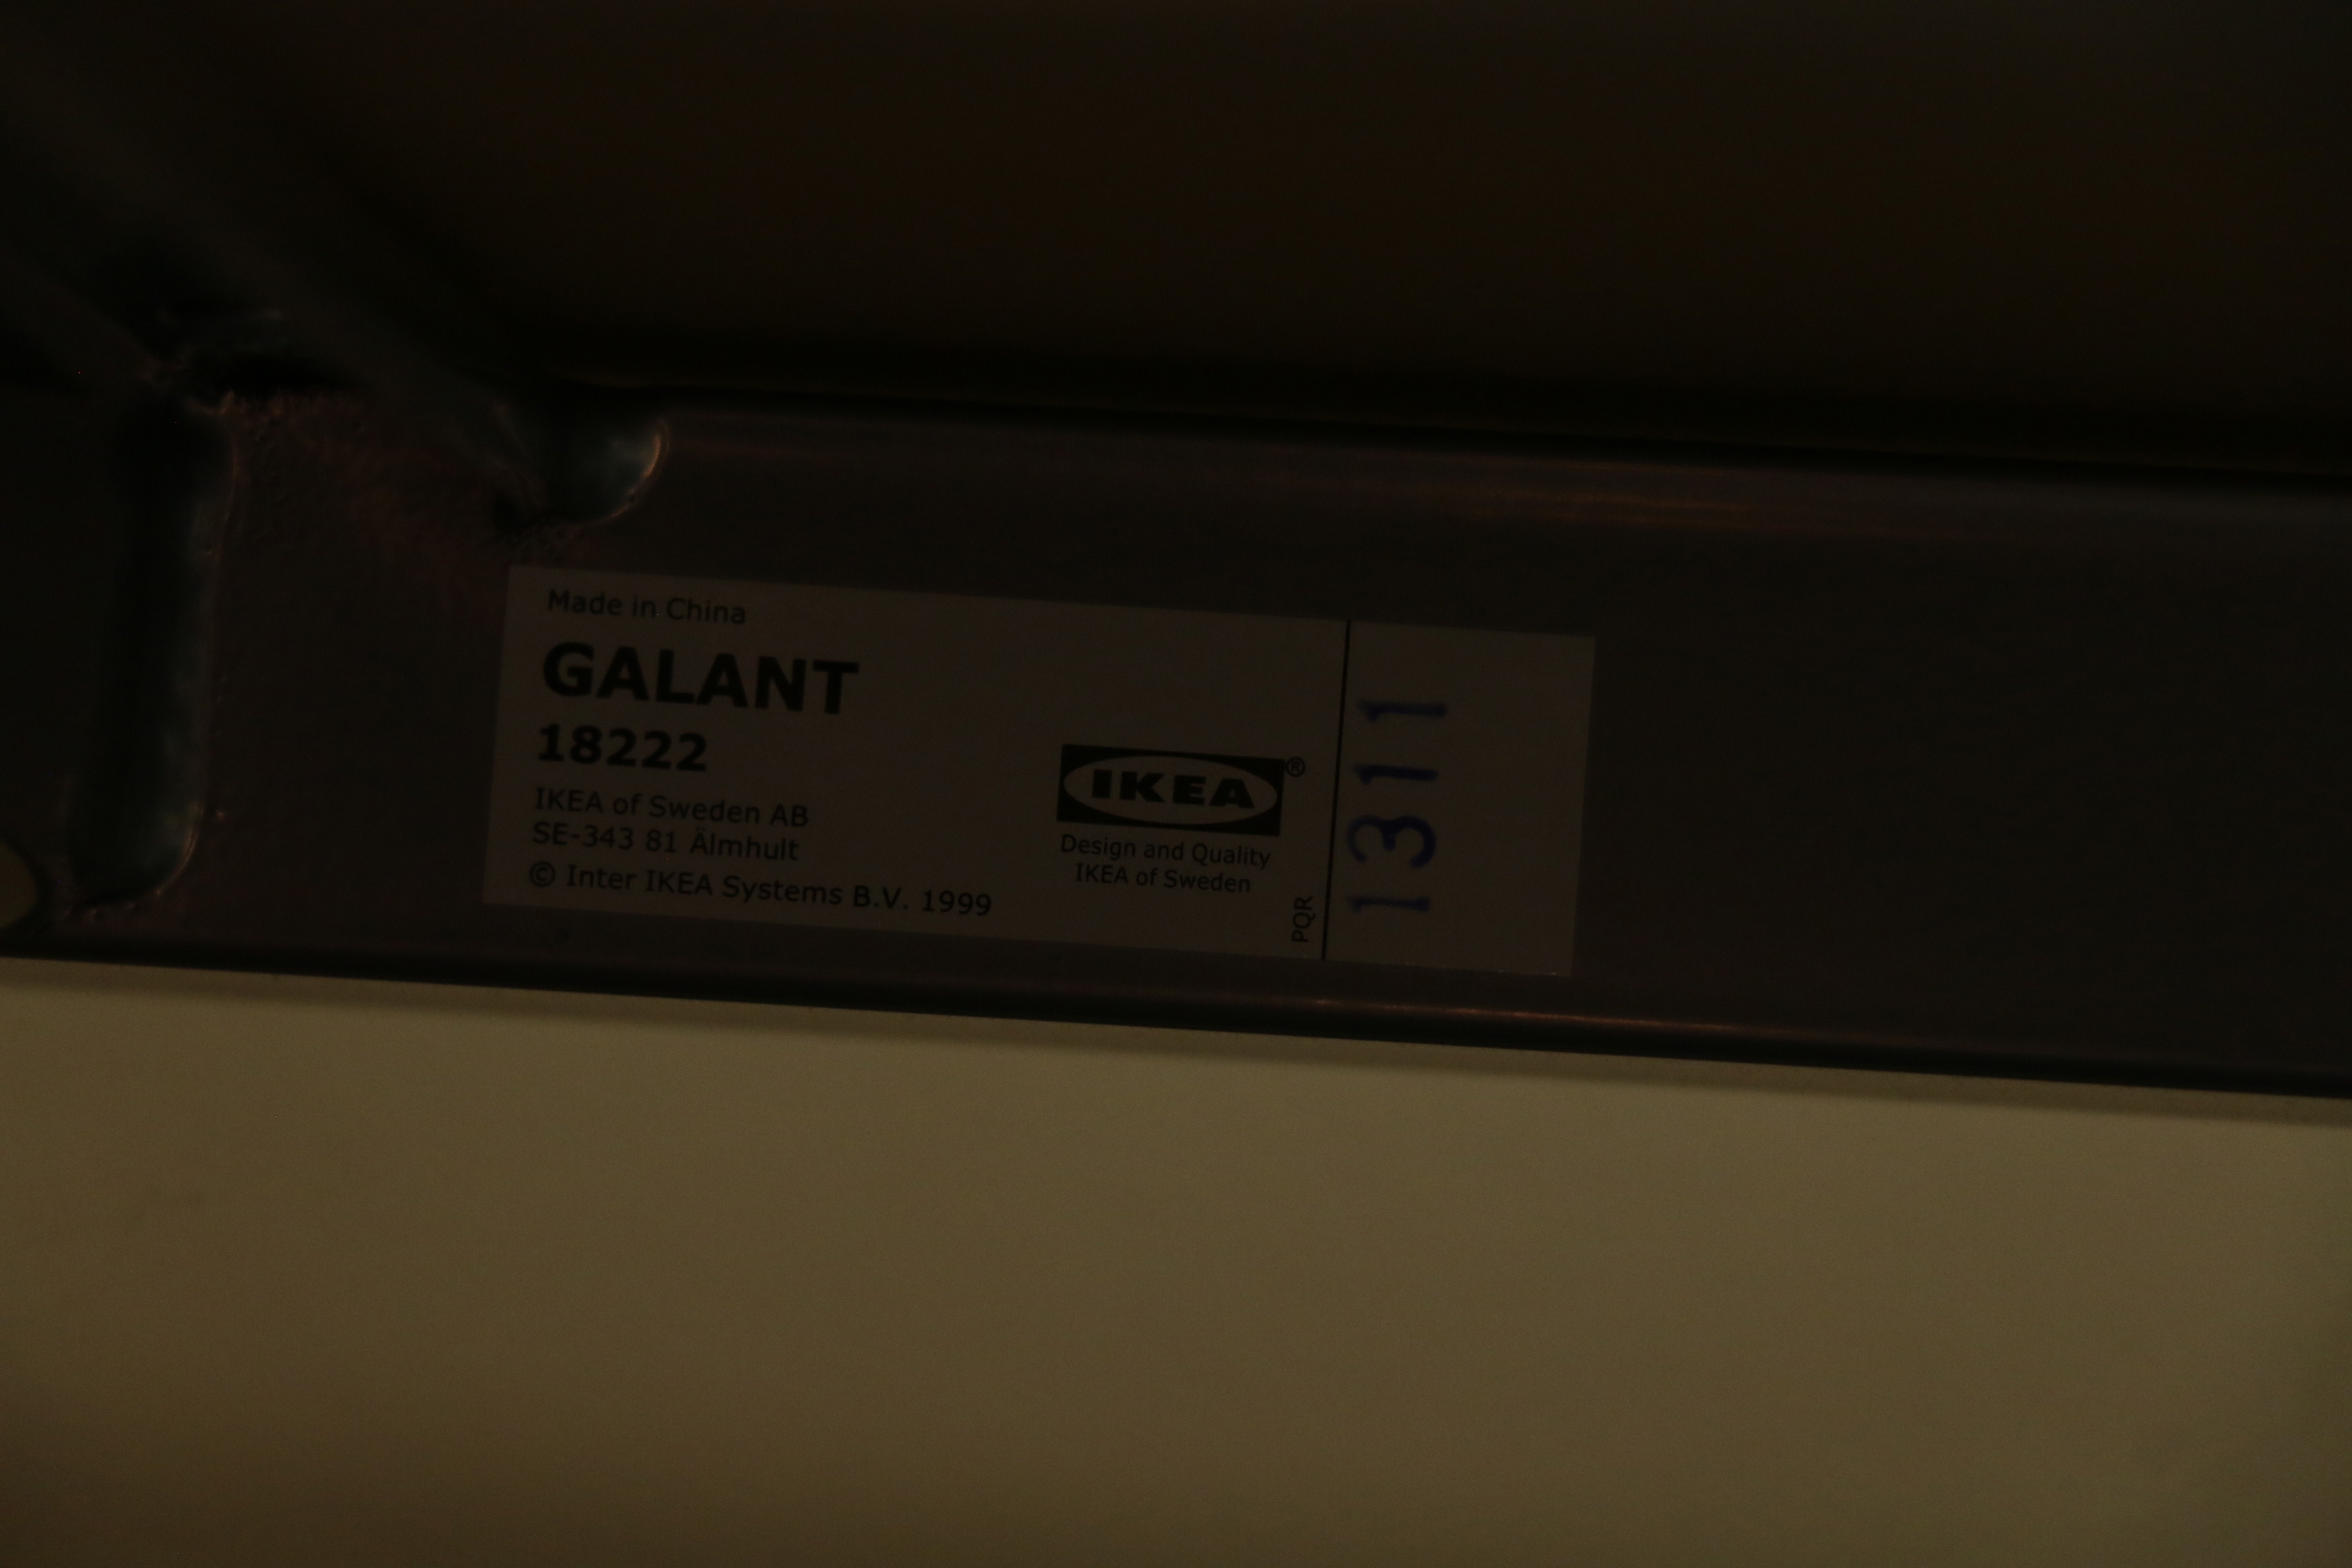 Made in China
GALANT
18222
IKEA of Sweden AB
SE-343 81 Älmhult
© Inter IKEA Systems B.V. 1999
IKEA®
Design and Quality
IKEA of Sweden
PQR
1311